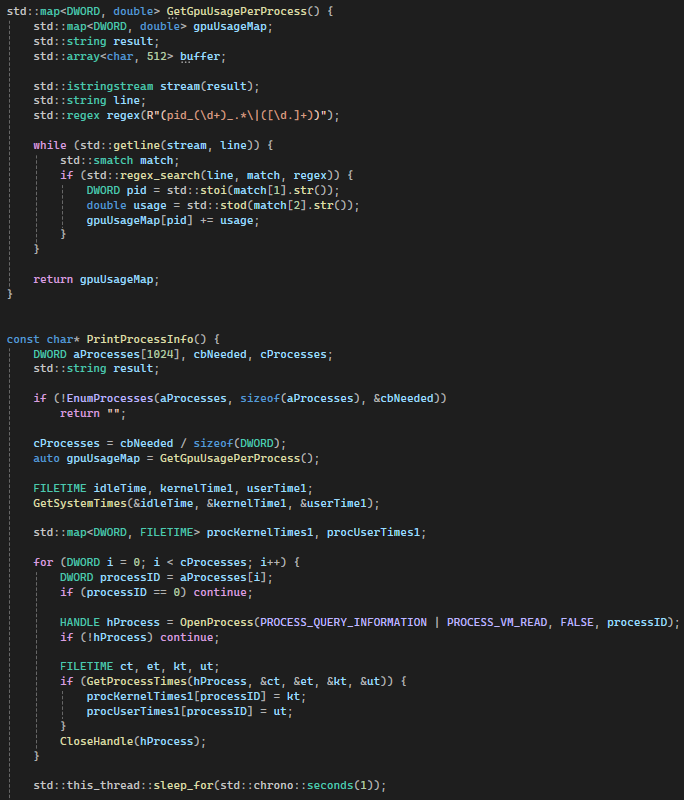 std::map<DWORD, double> GetGpuUsagePerProcess() {
    std::map<DWORD, double> gpuUsageMap;
    std::string result;
    std::array<char, 512> buffer;

    std::istringstream stream(result);
    std::string line;
    std::regex regex(R"(pid_(\d+)_.*\|([\d.]+))");

    while (std::getline(stream, line)) {
        std::smatch match;
        if (std::regex_search(line, match, regex)) {
            DWORD pid = std::stoi(match[1].str());
            double usage = std::stod(match[2].str());
            gpuUsageMap[pid] += usage;
        }
    }

    return gpuUsageMap;
}


const char* PrintProcessInfo() {
    DWORD aProcesses[1024], cbNeeded, cProcesses;
    std::string result;

    if (!EnumProcesses(aProcesses, sizeof(aProcesses), &cbNeeded))
        return "";

    cProcesses = cbNeeded / sizeof(DWORD);
    auto gpuUsageMap = GetGpuUsagePerProcess();

    FILETIME idleTime, kernelTime1, userTime1;
    GetSystemTimes(&idleTime, &kernelTime1, &userTime1);

    std::map<DWORD, FILETIME> procKernelTimes1, procUserTimes1;

    for (DWORD i = 0; i < cProcesses; i++) {
        DWORD processID = aProcesses[i];
        if (processID == 0) continue;

        HANDLE hProcess = OpenProcess(PROCESS_QUERY_INFORMATION | PROCESS_VM_READ, FALSE, processID);
        if (!hProcess) continue;

        FILETIME ct, et, kt, ut;
        if (GetProcessTimes(hProcess, &ct, &et, &kt, &ut)) {
            procKernelTimes1[processID] = kt;
            procUserTimes1[processID] = ut;
        }
        CloseHandle(hProcess);
    }

    std::this_thread::sleep_for(std::chrono::seconds(1));